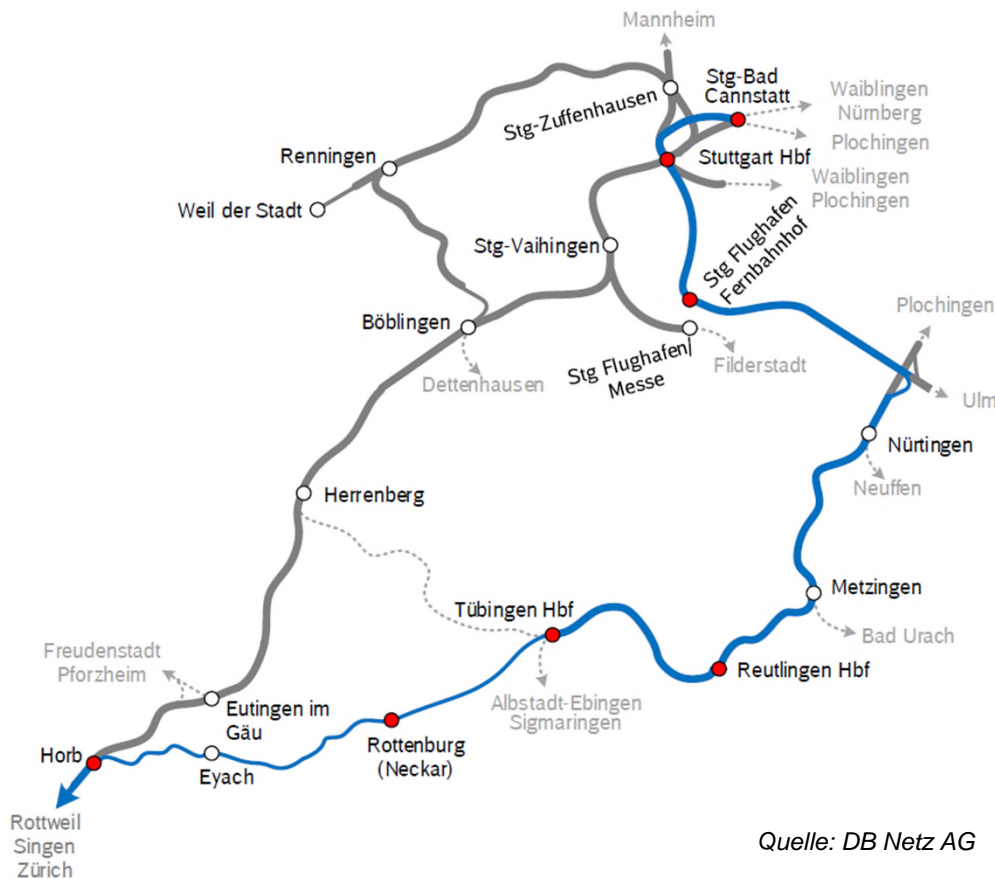 Mannheim
Stg-Bad
Cannstatt
Waiblingen
Nürnberg
Plochingen
Stg-Zuffenhausen
Renningen
Stuttgart Hbf
Waiblingen
Plochingen
Weil der Stadt
Stg-Vaihingen
Stg Flughafen
Fernbahnhof
Plochingen
Böblingen
Stg Flughafen/
Messe
Filderstadt
Dettenhausen
Ulm
Nürtingen
Neuffen
Herrenberg
Metzingen
Tübingen Hbf
Bad Urach
Freudenstadt
Pforzheim
Reutlingen Hbf
Albstadt-Ebingen
Sigmaringen
Eutingen im
Gäu
Rottenburg
(Neckar)
Horb
Eyach
Rottweil
Singen
Zürich
Quelle: DB Netz AG